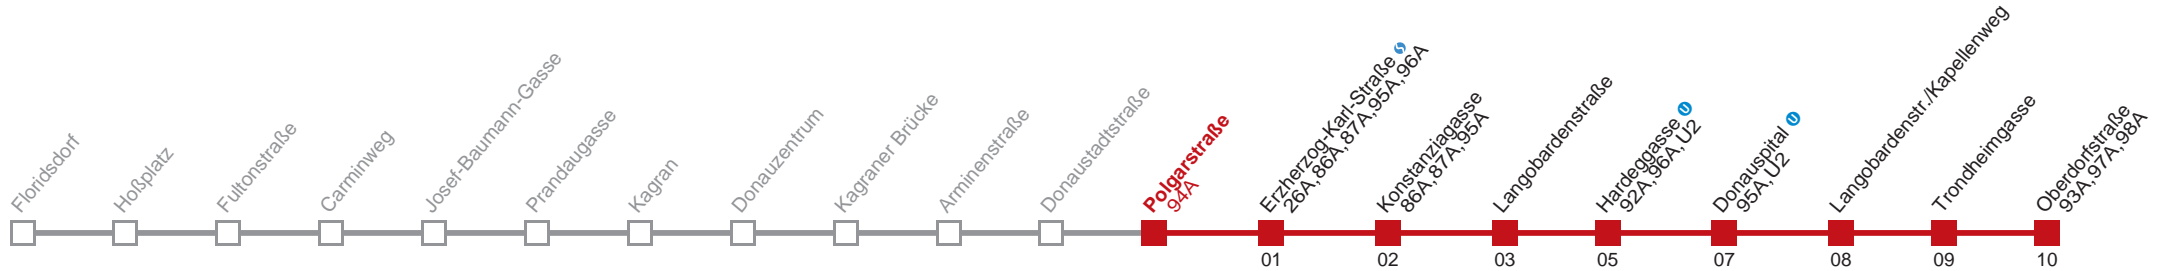 Floridsdorf
Hoßplatz
Fultonstraße
Carminweg
Josef-Baumann-Gasse
Prandaugasse
Kagran
Donauzentrum
Kagraner Brücke
Arminenstraße
Donaustadtstraße
Polgarstraße
94A
Erzherzog-Karl-Straße S
26A,86A,87A,95A,96A
01
Konstanziagasse
86A,87A,95A
02
Langobardenstraße
03
Hardeggasse U
92A,96A,U2
05
Donauspital U
95A,U2
07
Langobardenstr./Kapellenweg
08
Trondheimgasse
09
Oberdorfstraße
93A,97A,98A
10